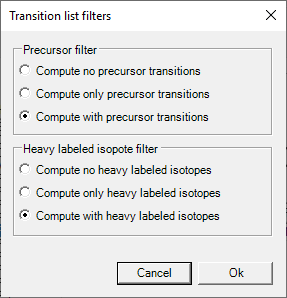 Transition list filters
Precursor filter
Compute no precursor transitions
Compute only precursor transitions
Compute with precursor transitions
Heavy labeled isopote filter
Compute no heavy labeled isotopes
Compute only heavy labeled isotopes
Compute with heavy labeled isotopes
Cancel Ok